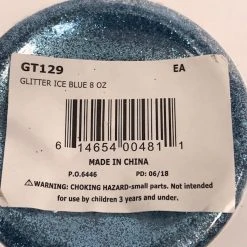 GT129 EA
GLITTER ICE BLUE 8 OZ
6 14654 00481 1
MADE IN CHINA
P.O.6446 PD: 06/18
⚠WARNING: CHOKING HAZARD-small parts. Not intended
for use by children 3 years and under.